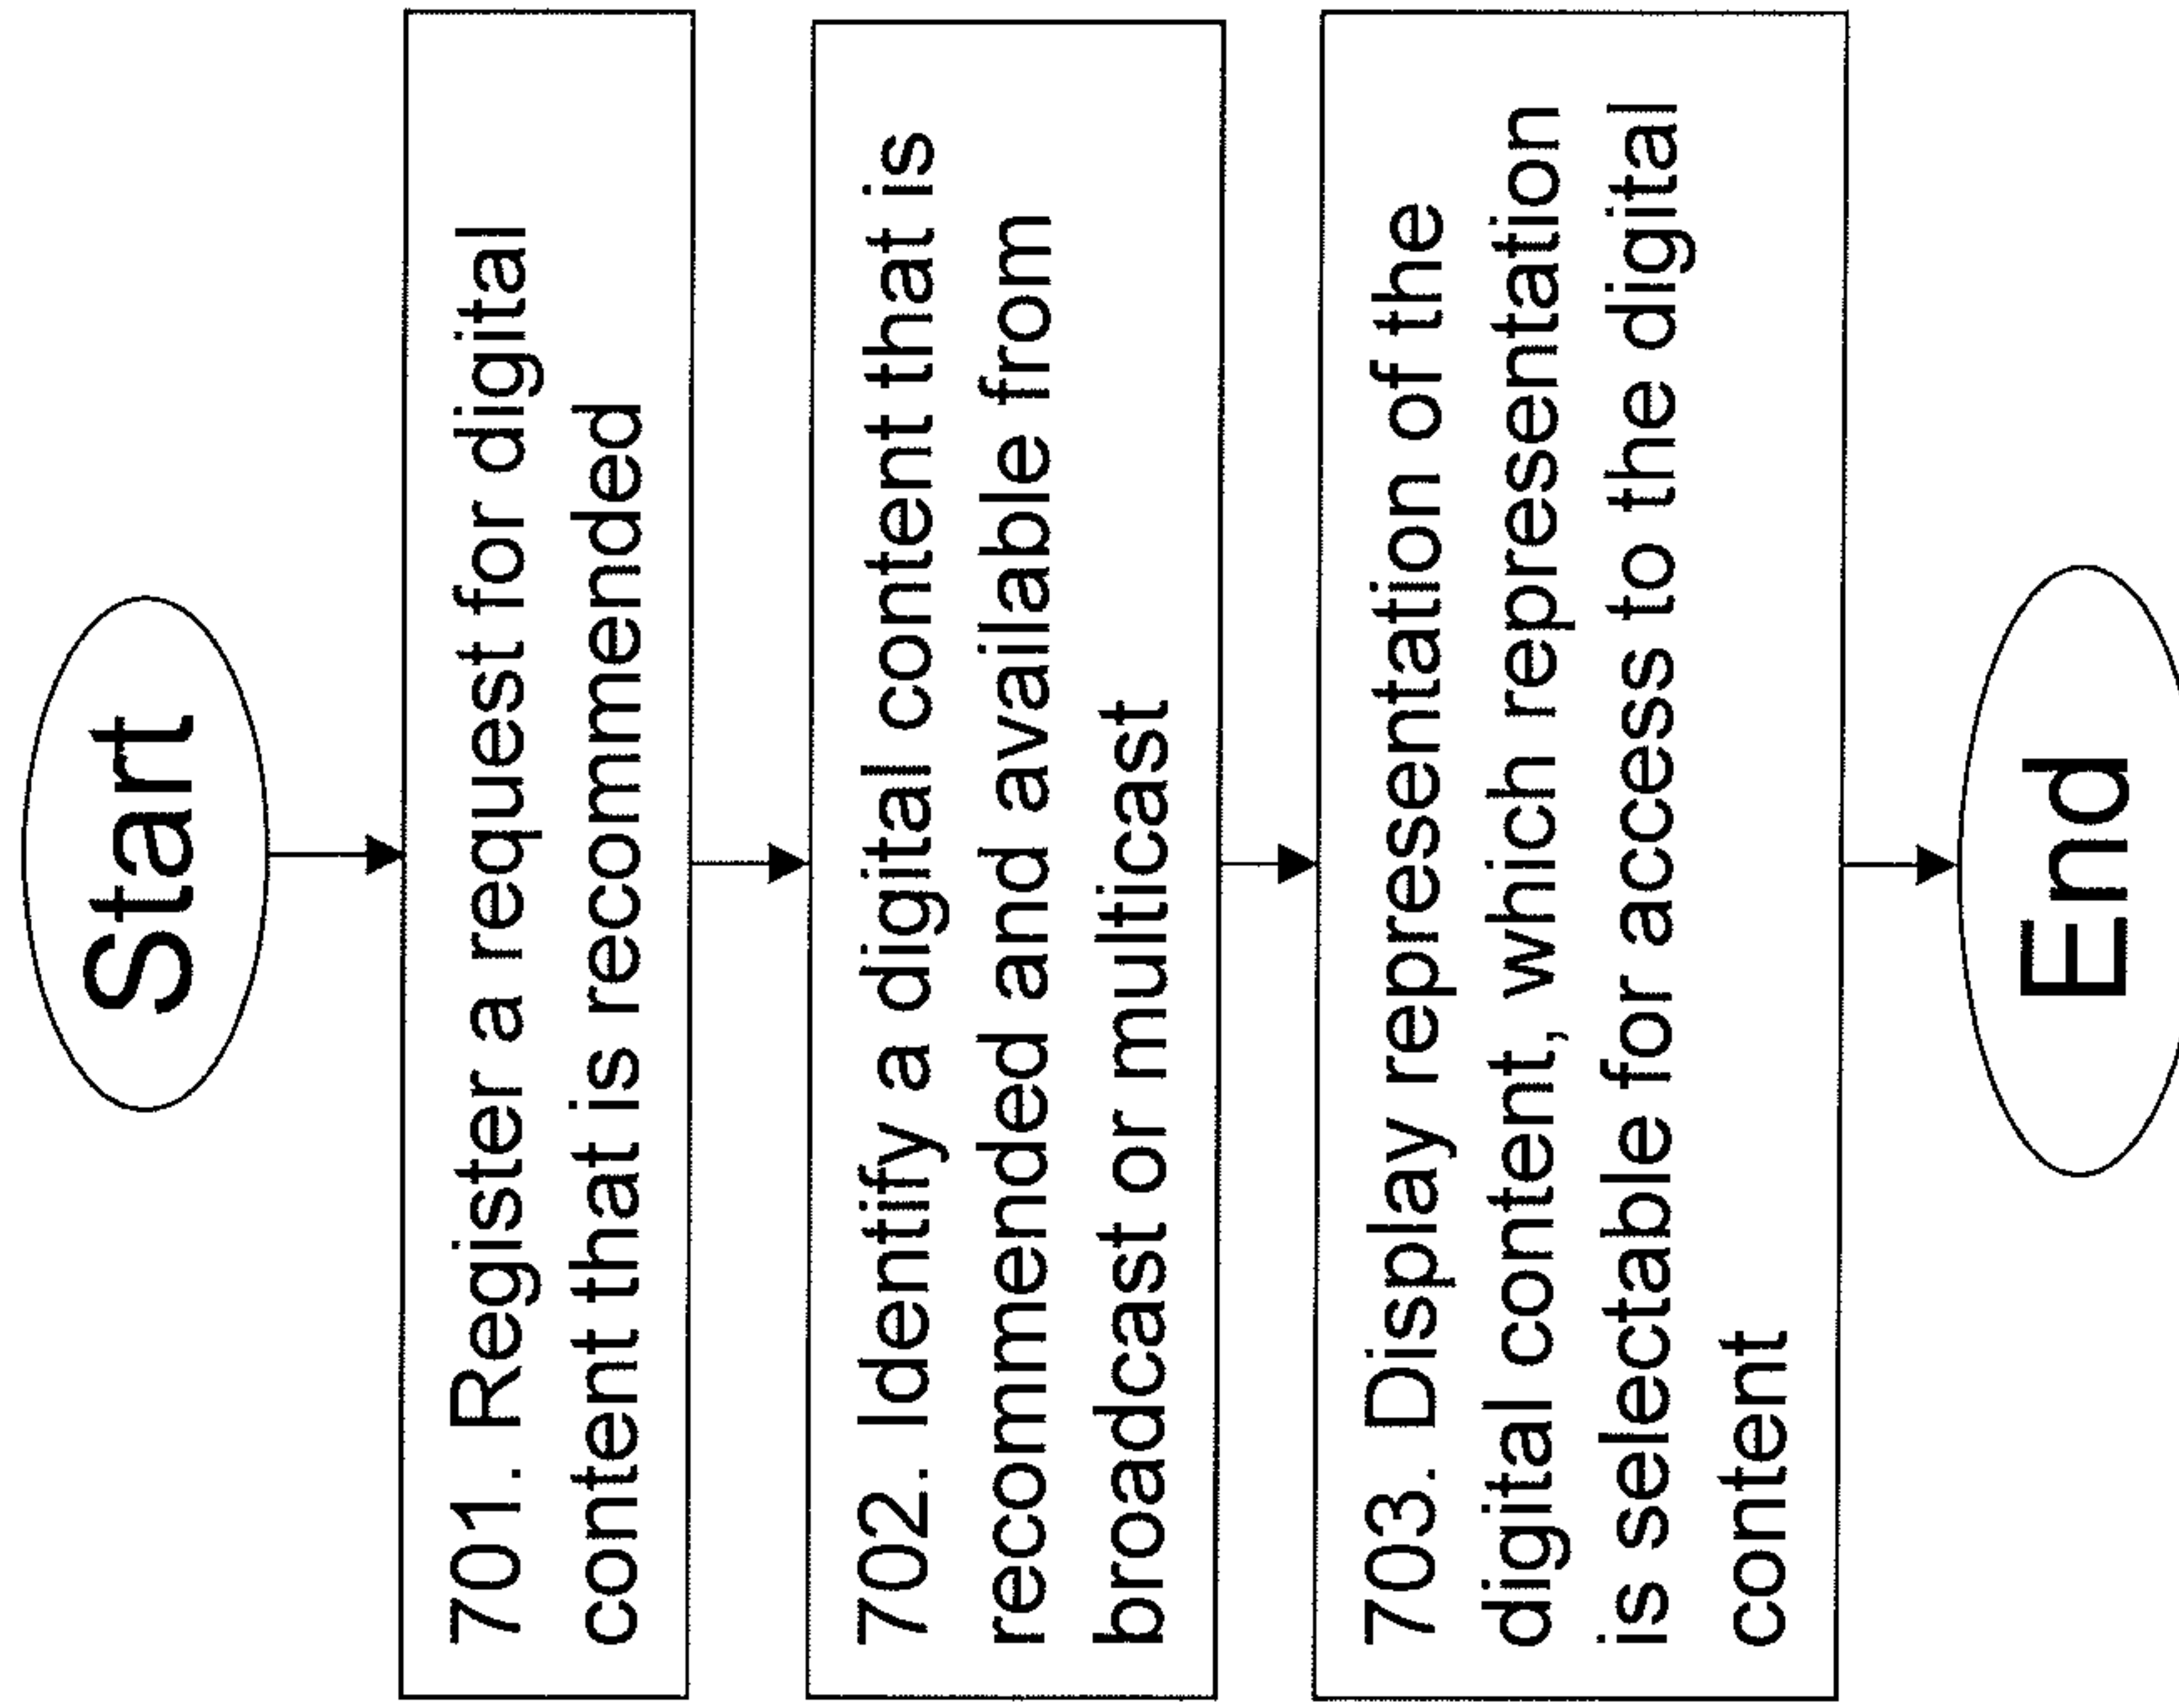 Start
701. Register a request for digital
content that is recommended
702. Identify a digital content that is
recommended and available from
broadcast or multicast
703. Display representation of the
digital content, which representation
is selectable for access to the digital
content
End